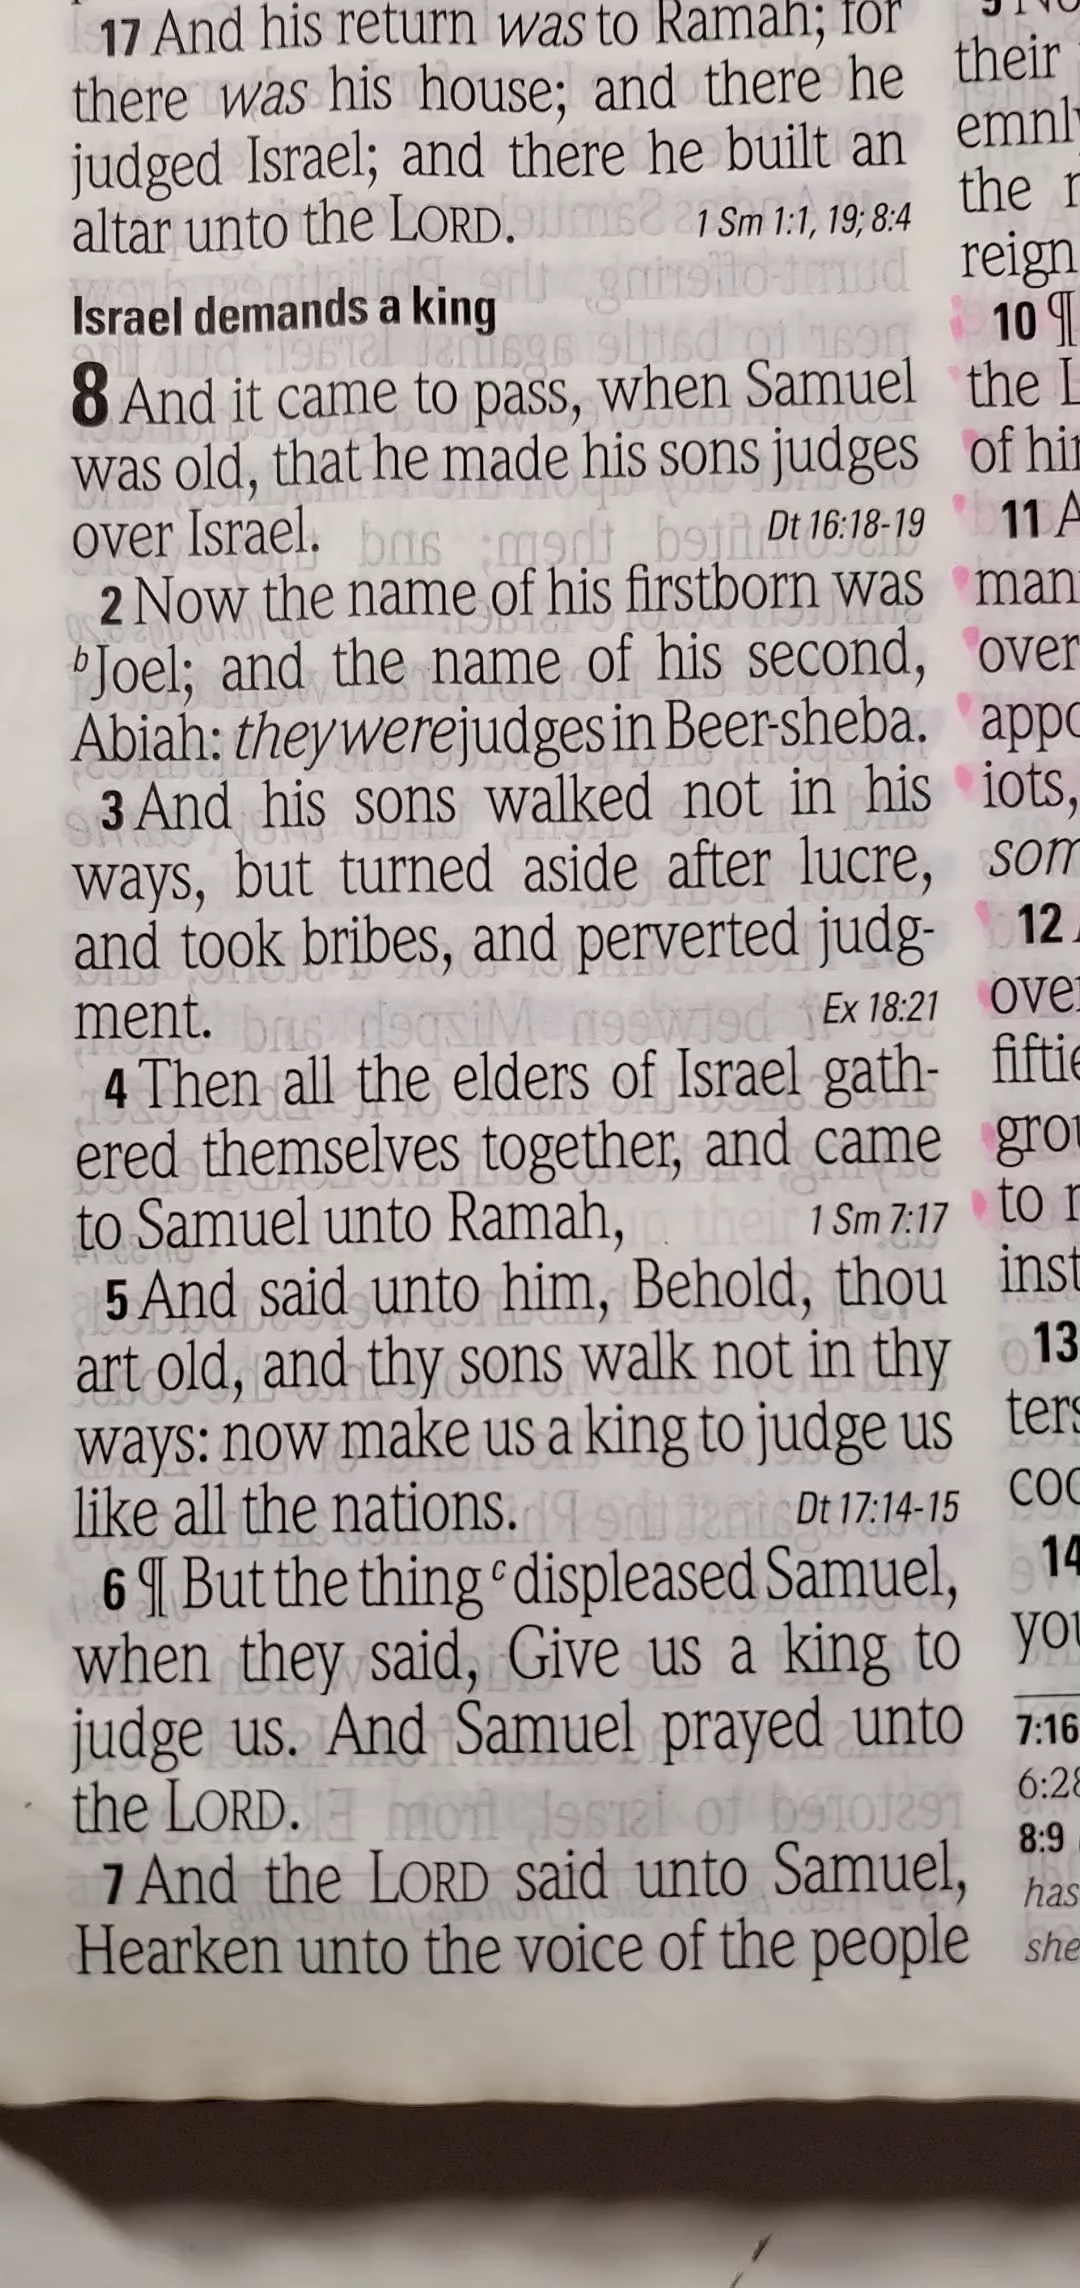 17 And his return was to Ramah; for
there was his house; and there he
judged Israel; and there he built an
altar unto the LORD. 1 Sm 1:1, 19; 8:4
Israel demands a king
8 And it came to pass, when Samuel
was old, that he made his sons judges
over Israel. Dt 16:18-19
2 Now the name of his firstborn was
bJoel; and the name of his second,
Abiah: they were judges in Beer-sheba.
3 And his sons walked not in his
ways, but turned aside after lucre,
and took bribes, and perverted judg-
ment. Ex 18:21
4 Then all the elders of Israel gath-
ered themselves together, and came
to Samuel unto Ramah, 1 Sm 7:17
5 And said unto him, Behold, thou
art old, and thy sons walk not in thy
ways: now make us a king to judge us
like all the nations. Dt 17:14-15
6 ¶ But the thing cdispleased Samuel,
when they said, Give us a king to
judge us. And Samuel prayed unto
the LORD.
7 And the LORD said unto Samuel,
Hearken unto the voice of the people
their
emnly
the
reign
10 ¶
the L
of hi
11 A
man
over
appo
iots,
som
12
over
fiftie
grou
to
inst
13
ters
coo
14
you
7:16
6:28
8:9
has
she